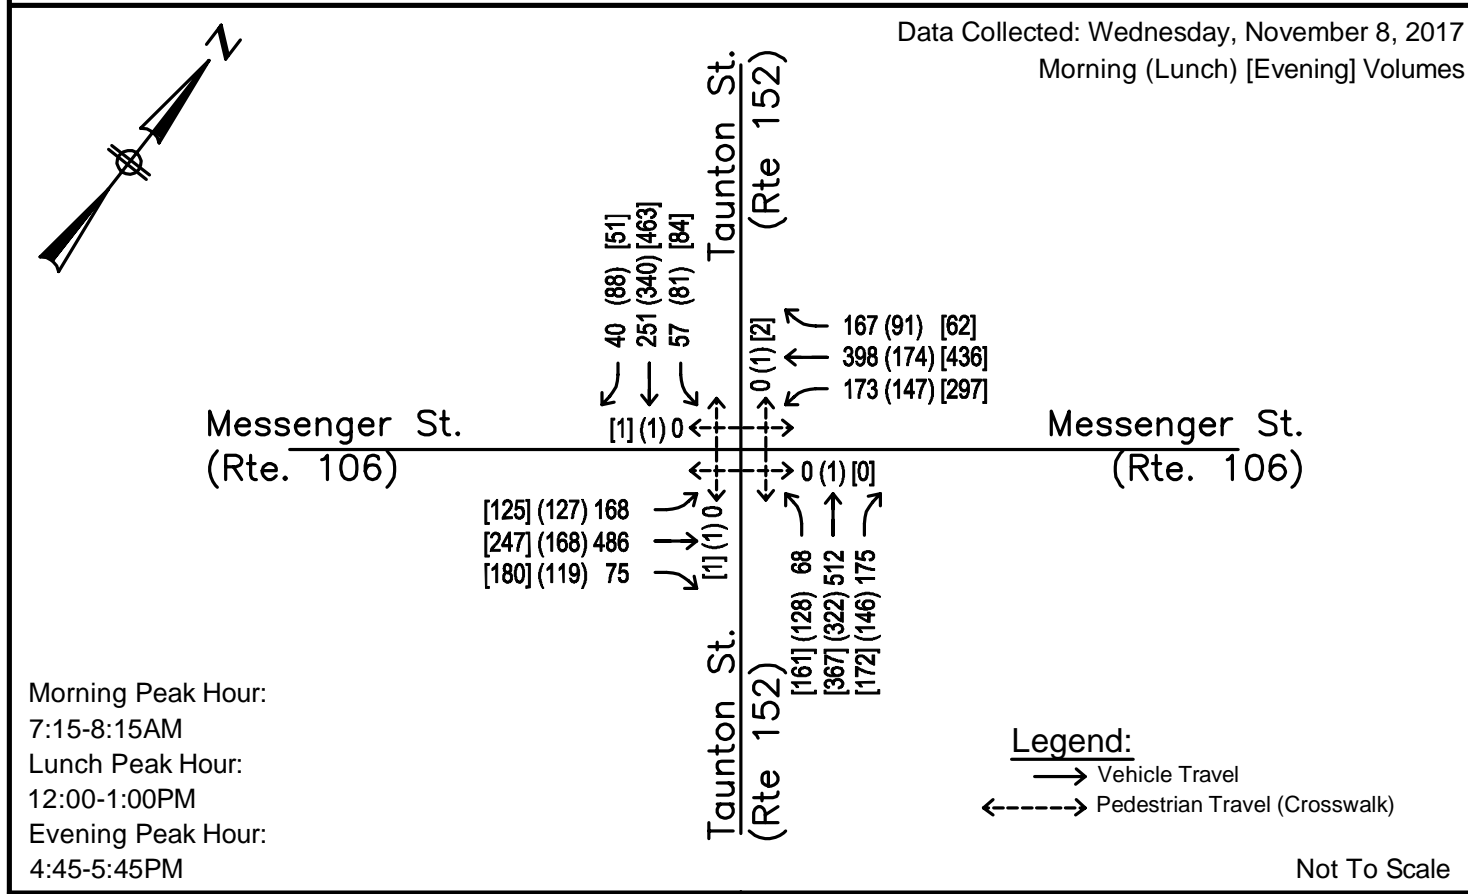 N
Data Collected: Wednesday, November 8, 2017
Morning (Lunch) [Evening] Volumes
Taunton St.
(Rte 152)
40 (88) [51]
251 (340) [463]
57 (81) [84]
0 (1) [2]
167 (91) [62]
398 (174) [436]
173 (147) [297]
Messenger St.
(Rte. 106)
[1] (1) 0
Messenger St.
(Rte. 106)
0 (1) [0]
[125] (127) 168
[247] (168) 486
[180] (119) 75
[1] (1) 0
[161] (128) 68
[367] (322) 512
[172] (146) 175
Taunton St.
(Rte 152)
Morning Peak Hour:
7:15-8:15AM
Lunch Peak Hour:
12:00-1:00PM
Evening Peak Hour:
4:45-5:45PM
Legend:
Vehicle Travel
Pedestrian Travel (Crosswalk)
Not To Scale